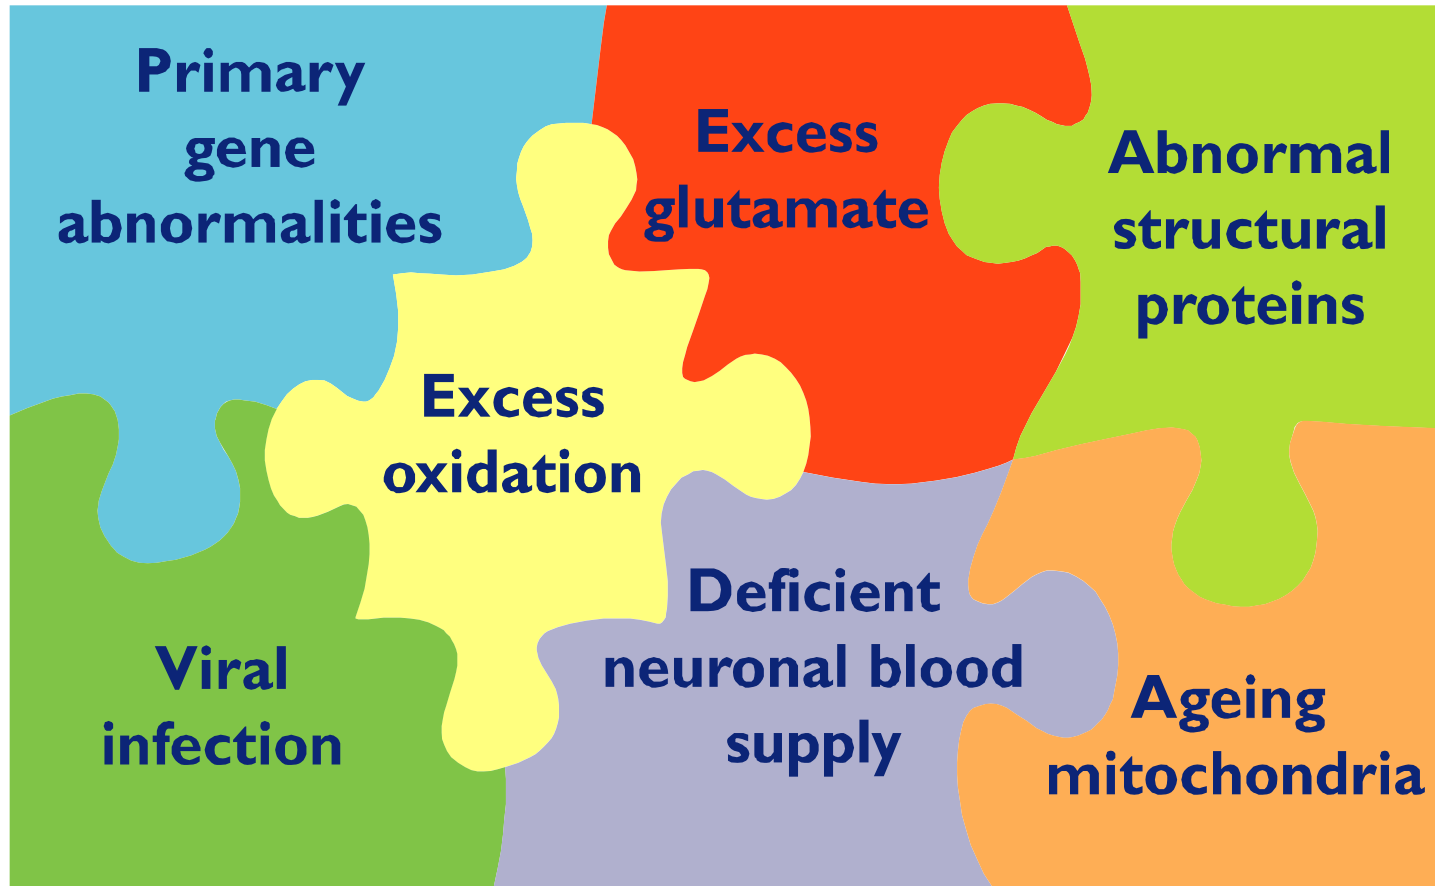 Primary
gene
abnormalities
Excess
glutamate
Abnormal
structural
proteins
Excess
oxidation
Viral
infection
Deficient
neuronal blood
supply
Ageing
mitochondria